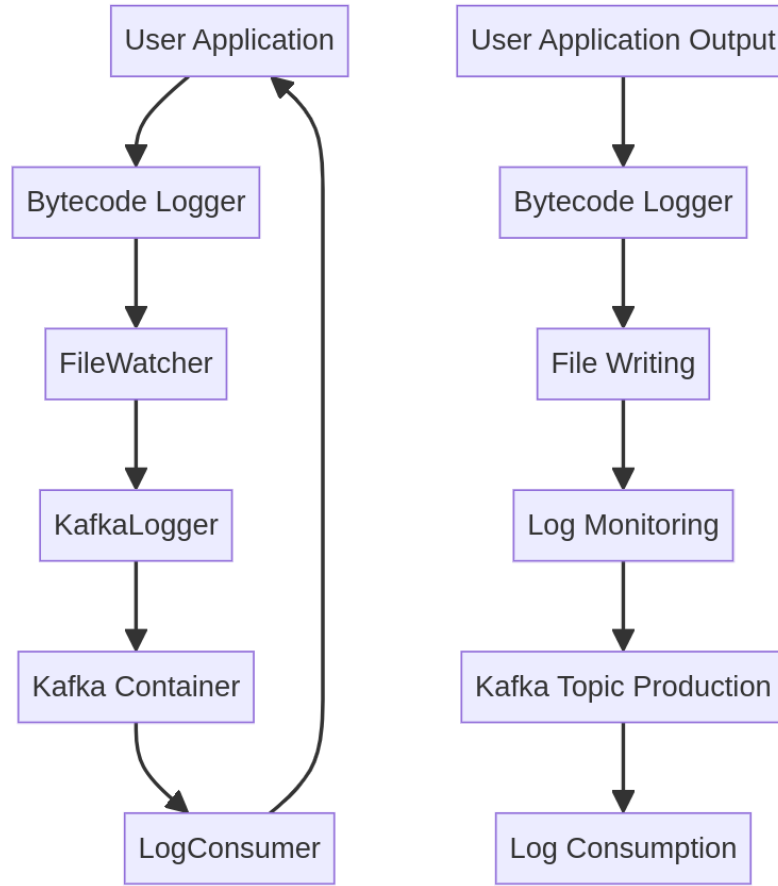 User Application
Bytecode Logger
FileWatcher
KafkaLogger
Kafka Container
LogConsumer
User Application Output
Bytecode Logger
File Writing
Log Monitoring
Kafka Topic Production
Log Consumption